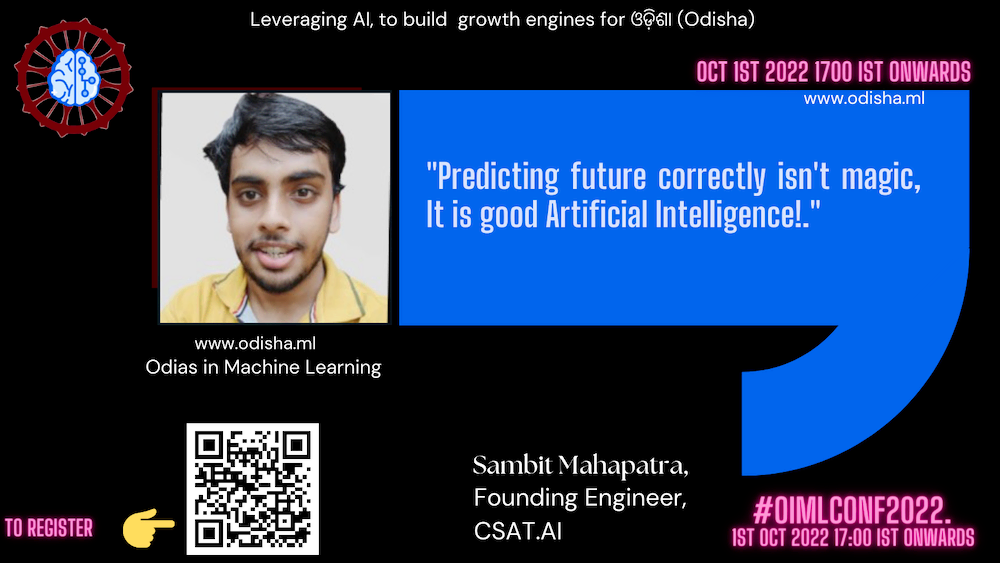 Leveraging AI, to build growth engines for ଓଡ଼ିଶା (Odisha)
OCT 1ST 2022 1700 IST ONWARDS
www.odisha.ml
"Predicting future correctly isn't magic,
It is good Artificial Intelligence!."
www.odisha.ml
Odias in Machine Learning
Sambit Mahapatra,
Founding Engineer,
CSAT.AI
TO REGISTER
#OIMLCONF2022.
1ST OCT 2022 17:00 IST ONWARDS